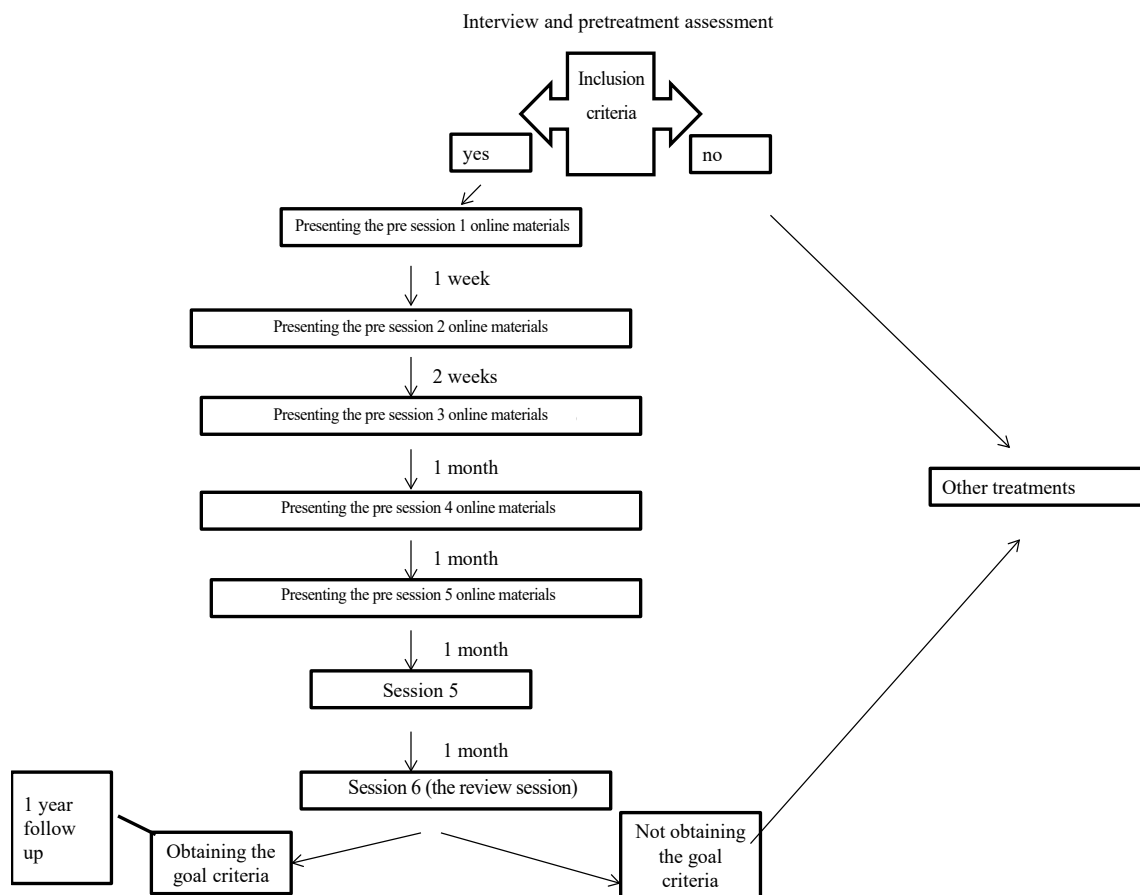 Interview and pretreatment assessment
Inclusion
criteria
yes
no
Presenting the pre session 1 online materials
1 week
Presenting the pre session 2 online materials
2 weeks
Presenting the pre session 3 online materials
1 month
Other treatments
Presenting the pre session 4 online materials
1 month
Presenting the pre session 5 online materials
1 month
Session 5
1 month
Session 6 (the review session)
1 year
follow
up
Obtaining the
goal criteria
Not obtaining
the goal
criteria